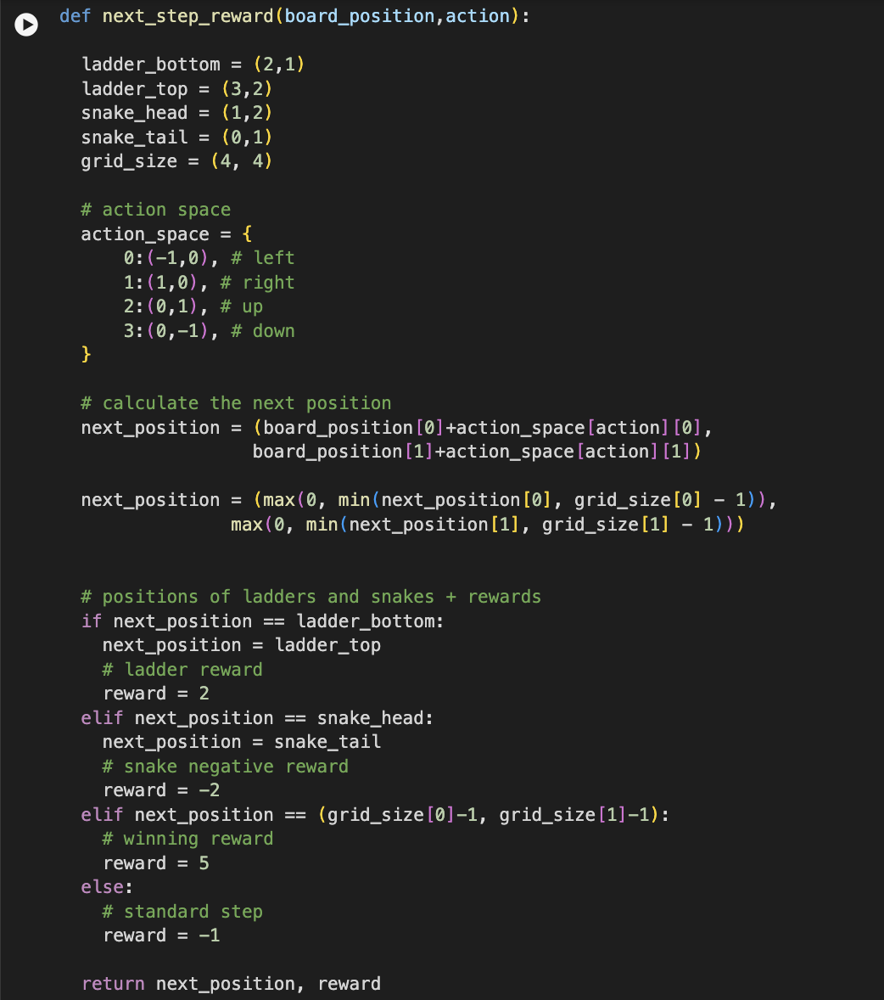 def next_step_reward(board_position,action):
ladder_bottom = (2,1)
ladder_top = (3,2)
snake_head = (1,2)
snake_tail = (0,1)
grid_size = (4, 4)
# action space
action_space = {
0:(-1,0), # left
1:(1,0), # right
2:(0,1), # up
3:(0,-1), # down
}
# calculate the next position
next_position = (board_position[0]+action_space[action][0],
board_position[1]+action_space[action][1])
next_position = (max(0, min(next_position[0], grid_size[0] - 1)),
max(0, min(next_position[1], grid_size[1] - 1)))
# positions of ladders and snakes + rewards
if next_position == ladder_bottom:
next_position = ladder_top
# ladder reward
reward = 2
elif next_position == snake_head:
next_position = snake_tail
# snake negative reward
reward = -2
elif next_position == (grid_size[0]-1, grid_size[1]-1):
# winning reward
reward = 5
else:
# standard step
reward = -1
return next_position, reward